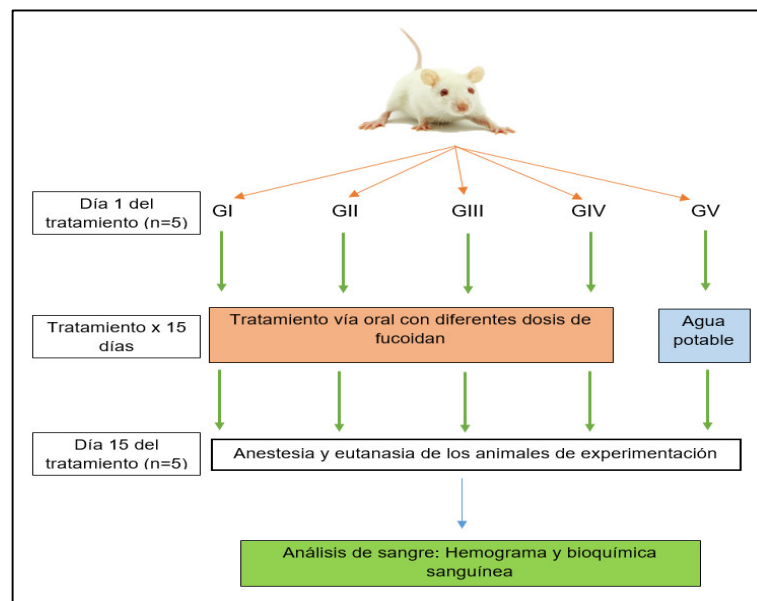 Día 1 del
tratamiento (n=5)
GI GII GIII GIV GV
Tratamiento x 15
días
Tratamiento vía oral con diferentes dosis de
fucoidan
Agua
potable
Día 15 del
tratamiento (n=5)
Anestesia y eutanasia de los animales de experimentación
Análisis de sangre: Hemograma y bioquímica
sanguínea